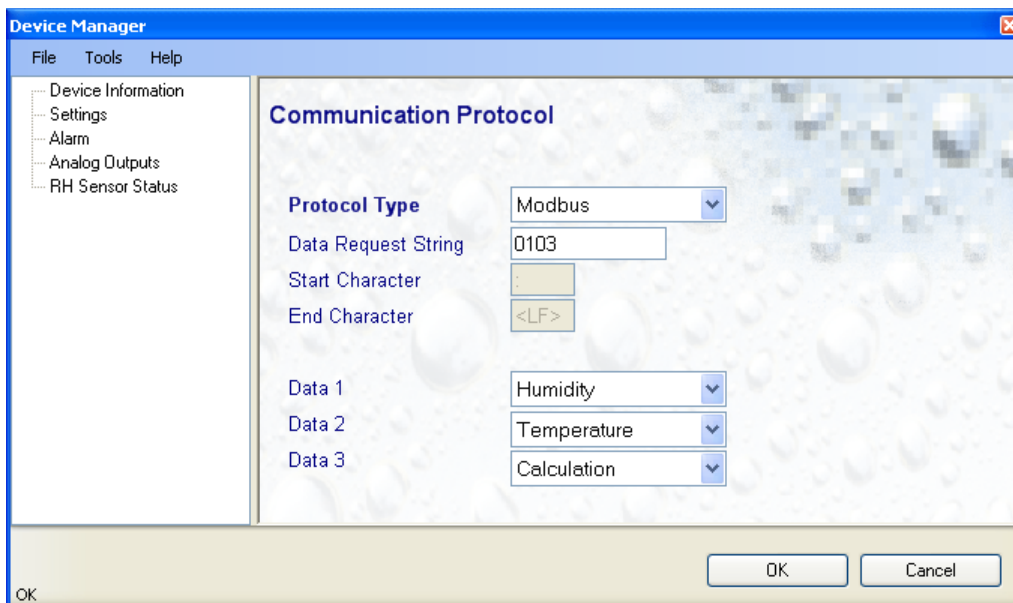 Device Manager
File Tools Help
Device Information
Settings
Alarm
Analog Outputs
RH Sensor Status
Communication Protocol
Protocol Type Modbus
Data Request String 0103
Start Character :
End Character <LF>
Data 1 Humidity
Data 2 Temperature
Data 3 Calculation
OK Cancel
OK